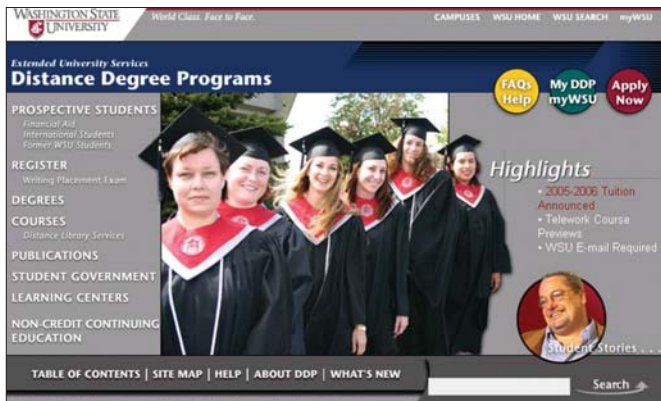 WASHINGTON STATE
UNIVERSITY
World Class. Face to Face.
CAMPUSES WSU HOME WSU SEARCH myWSU
Extended University Services
Distance Degree Programs
FAQs
Help
My DDP
myWSU
Apply
Now
PROSPECTIVE STUDENTS
Financial Aid
International Students
Former WSU Students
REGISTER
Writing Placement Exam
DEGREES
COURSES
Distance Library Services
PUBLICATIONS
STUDENT GOVERNMENT
LEARNING CENTERS
NON-CREDIT CONTINUING
EDUCATION
Highlights
• 2005-2006 Tuition
Announced
• Telework Course
Previews
• WSU E-mail Required
Student Stories . . .
TABLE OF CONTENTS | SITE MAP | HELP | ABOUT DDP | WHAT'S NEW
Search